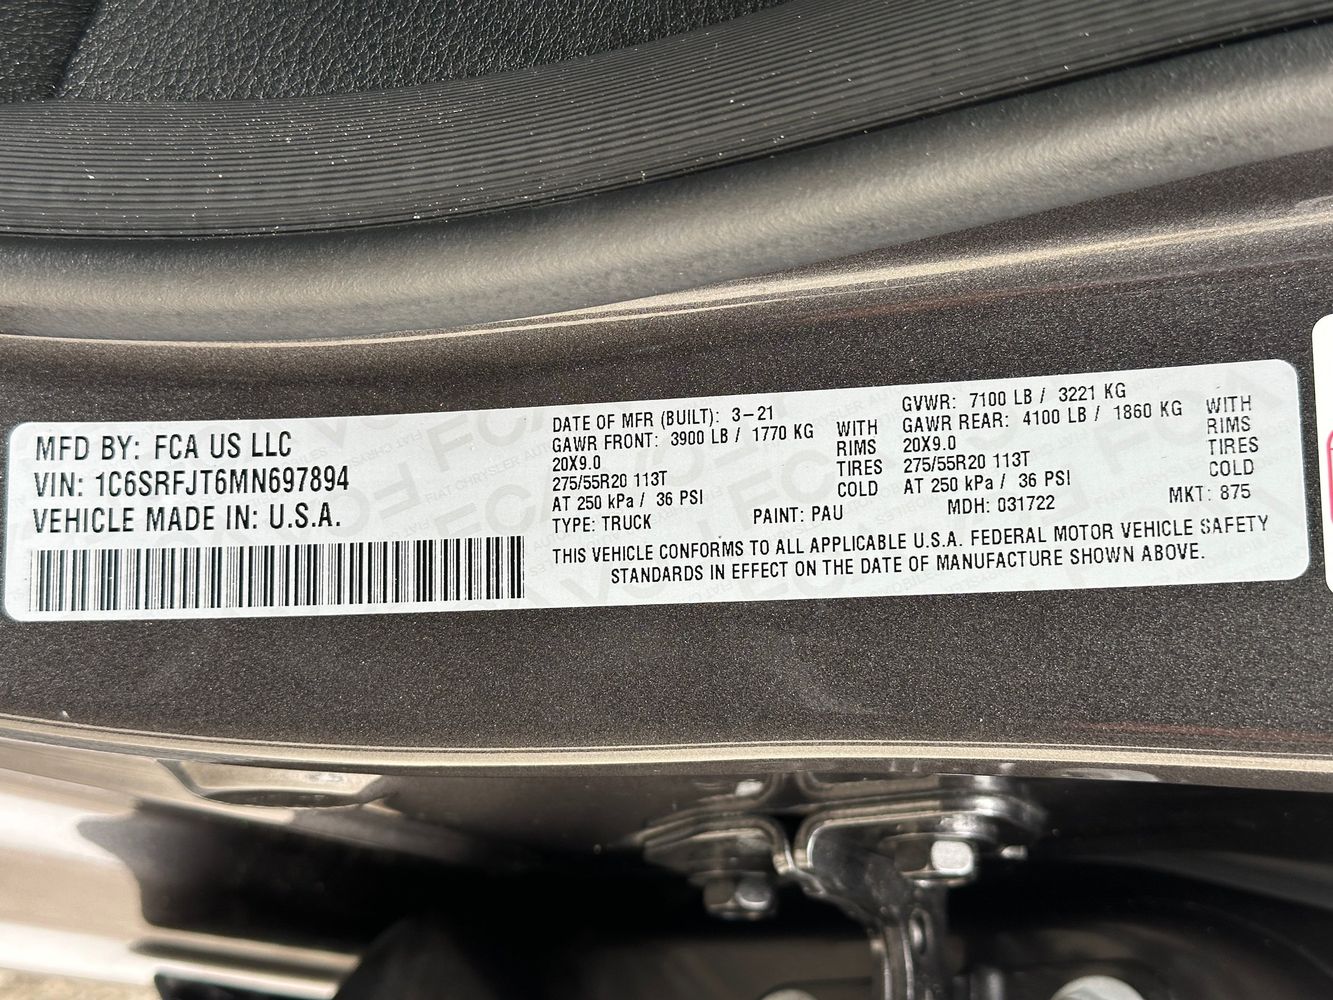 MFD BY: FCA US LLC
VIN: 1C6SRFJT6MN697894
VEHICLE MADE IN: U.S.A.
DATE OF MFR (BUILT): 3-21
GAWR FRONT: 3900 LB / 1770 KG WITH
20X9.0 RIMS
275/55R20 113T TIRES
AT 250 kPa / 36 PSI COLD
TYPE: TRUCK PAINT: PAU
GVWR: 7100 LB / 3221 KG
GAWR REAR: 4100 LB / 1860 KG WITH
20X9.0 RIMS
275/55R20 113T TIRES
AT 250 kPa / 36 PSI COLD
MDH: 031722 MKT: 875
THIS VEHICLE CONFORMS TO ALL APPLICABLE U.S.A. FEDERAL MOTOR VEHICLE SAFETY
STANDARDS IN EFFECT ON THE DATE OF MANUFACTURE SHOWN ABOVE.